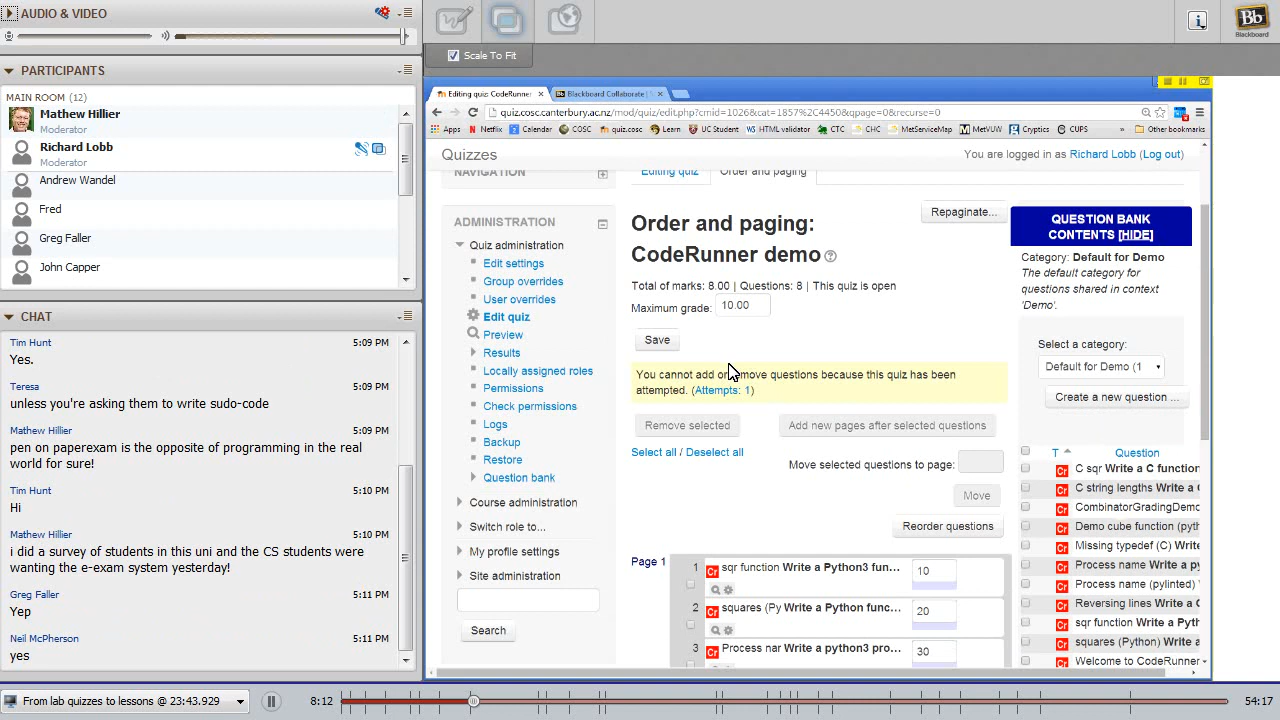 AUDIO & VIDEO
PARTICIPANTS
MAIN ROOM (12)
Mathew Hillier
Moderator
Richard Lobb
Moderator
Andrew Wandel
Fred
Greg Faller
John Capper
CHAT
Tim Hunt 5:09 PM
Yes.
Teresa 5:09 PM
unless you're asking them to write sudo-code
Mathew Hillier 5:09 PM
pen on paperexam is the opposite of programming in the real
world for sure!
Tim Hunt 5:10 PM
Hi
Mathew Hillier 5:10 PM
i did a survey of students in this uni and the CS students were
wanting the e-exam system yesterday!
Greg Faller 5:11 PM
Yep
Neil McPherson 5:11 PM
yes
Scale To Fit
Bb
Blackboard
Editing quiz: CodeRunner
Blackboard Collaborate |
quiz.cosc.canterbury.ac.nz/mod/quiz/edit.php?cmid=1026&cat=1857%2C4450&qpage=0&recurse=0
Apps Netflix Calendar COSC quiz.cosc Learn UC Student HTML validator CTC CHC MetServiceMap MetVUW Cryptics CUPS Other bookmarks
Quizzes
You are logged in as Richard Lobb (Log out)
NAVIGATION
ADMINISTRATION
Quiz administration
Edit settings
Group overrides
User overrides
Edit quiz
Preview
Results
Locally assigned roles
Permissions
Check permissions
Logs
Backup
Restore
Question bank
Course administration
Switch role to...
My profile settings
Site administration
Search
Editing quiz
Order and paging
Repaginate...
Order and paging:
CodeRunner demo
Total of marks: 8.00 | Questions: 8 | This quiz is open
Maximum grade: 10.00
Save
You cannot add or remove questions because this quiz has been
attempted. (Attempts: 1)
Remove selected
Add new pages after selected questions
Select all / Deselect all
Move selected questions to page:
Move
Reorder questions
Page 1
1 sqr function Write a Python3 fun... 10
2 squares (Py Write a Python func... 20
3 Process nar Write a python3 pro... 30
QUESTION BANK
CONTENTS [HIDE]
Category: Default for Demo
The default category for
questions shared in context
'Demo'.
Select a category:
Default for Demo (1
Create a new question ...
T Question
C sqr Write a C function
C string lengths Write a
CombinatorGradingDemo
Demo cube function (pyth
Missing typedef (C) Write
Process name Write a py
Process name (pylinted)
Reversing lines Write a C
sqr function Write a Pyth
squares (Python) Write a
Welcome to CodeRunner
From lab quizzes to lessons @ 23:43.929
8:12
54:17